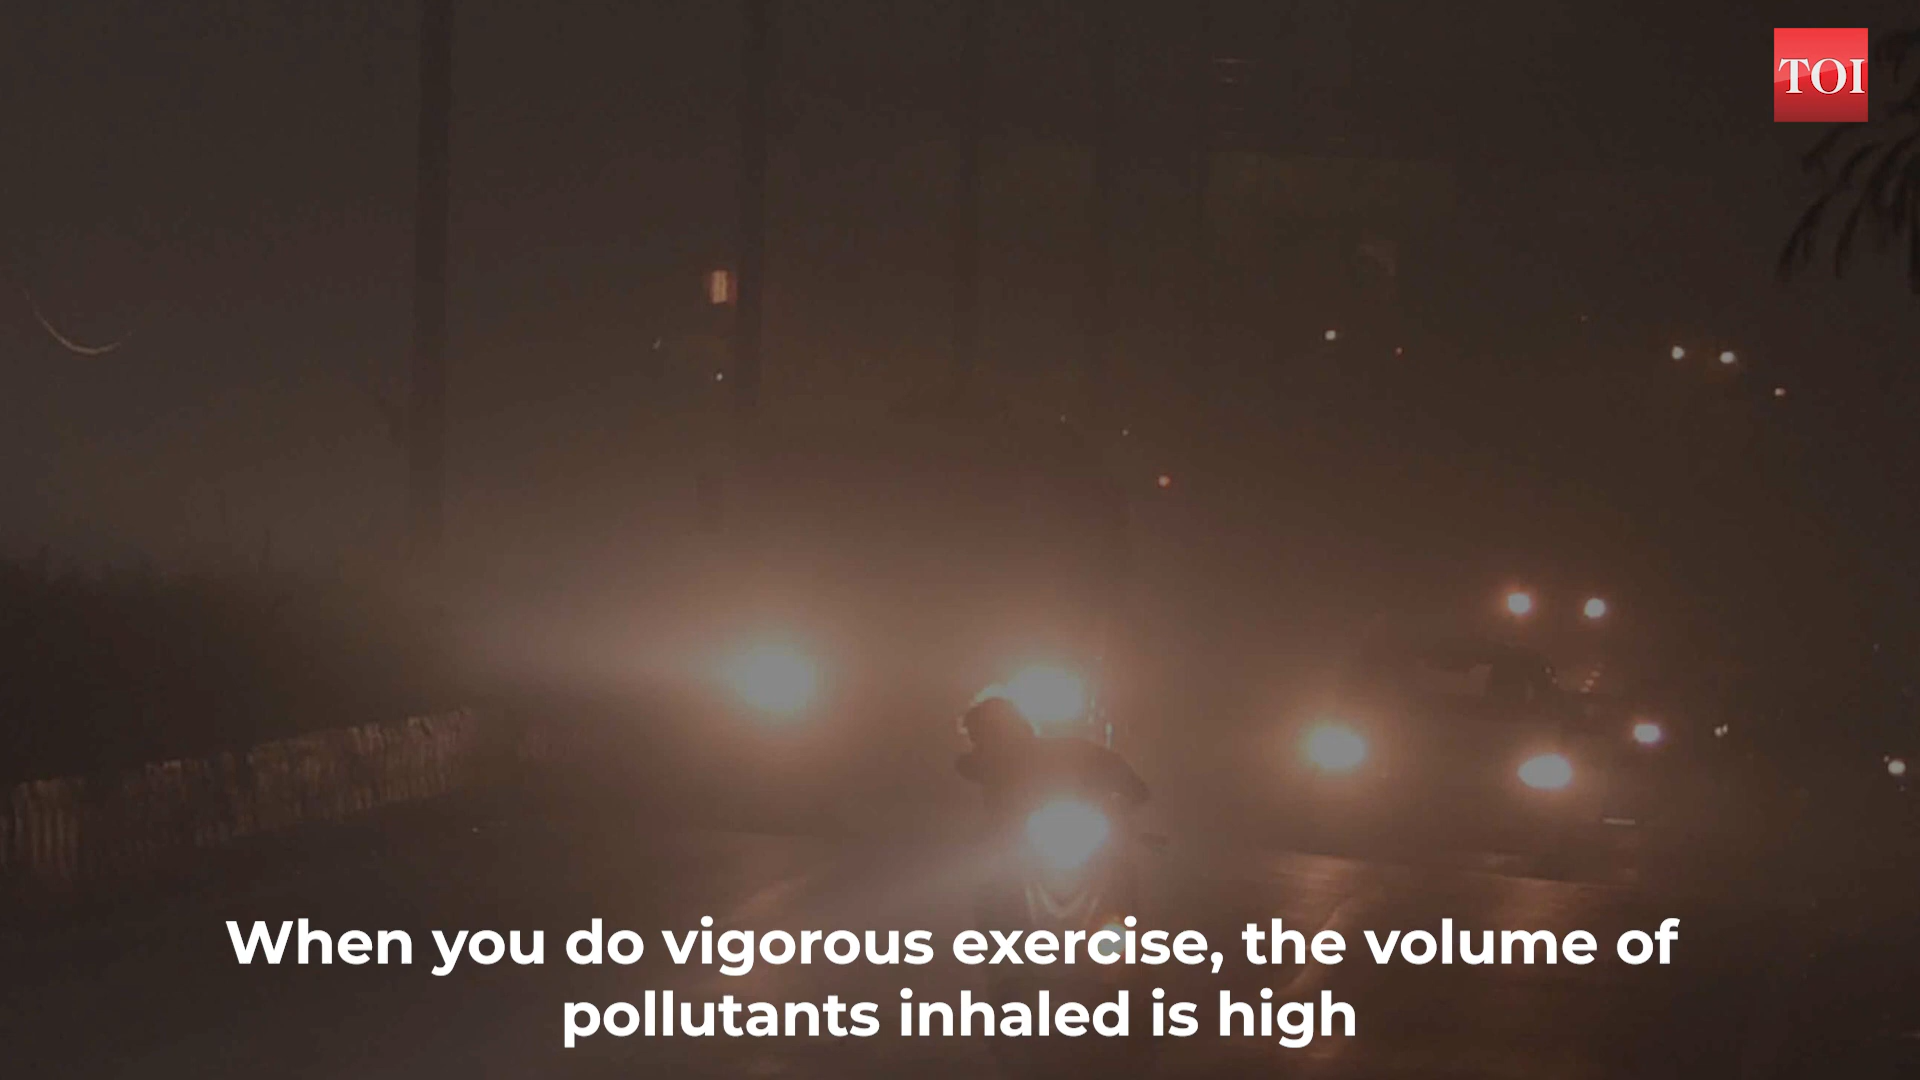 TOI
When you do vigorous exercise, the volume of
pollutants inhaled is high